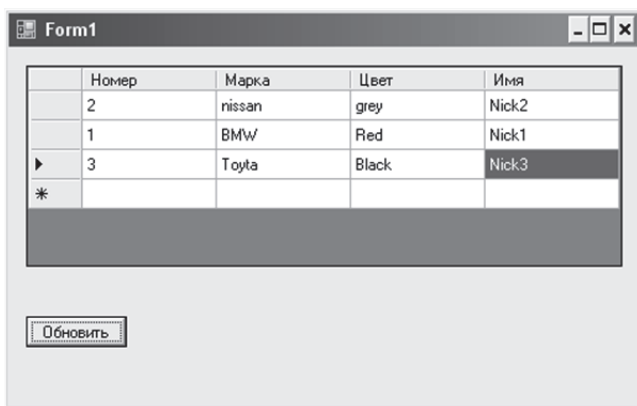 Form1
Номер Марка Цвет Имя
2 nissan grey Nick2
1 BMW Red Nick1
3 Toyta Black Nick3
Обновить